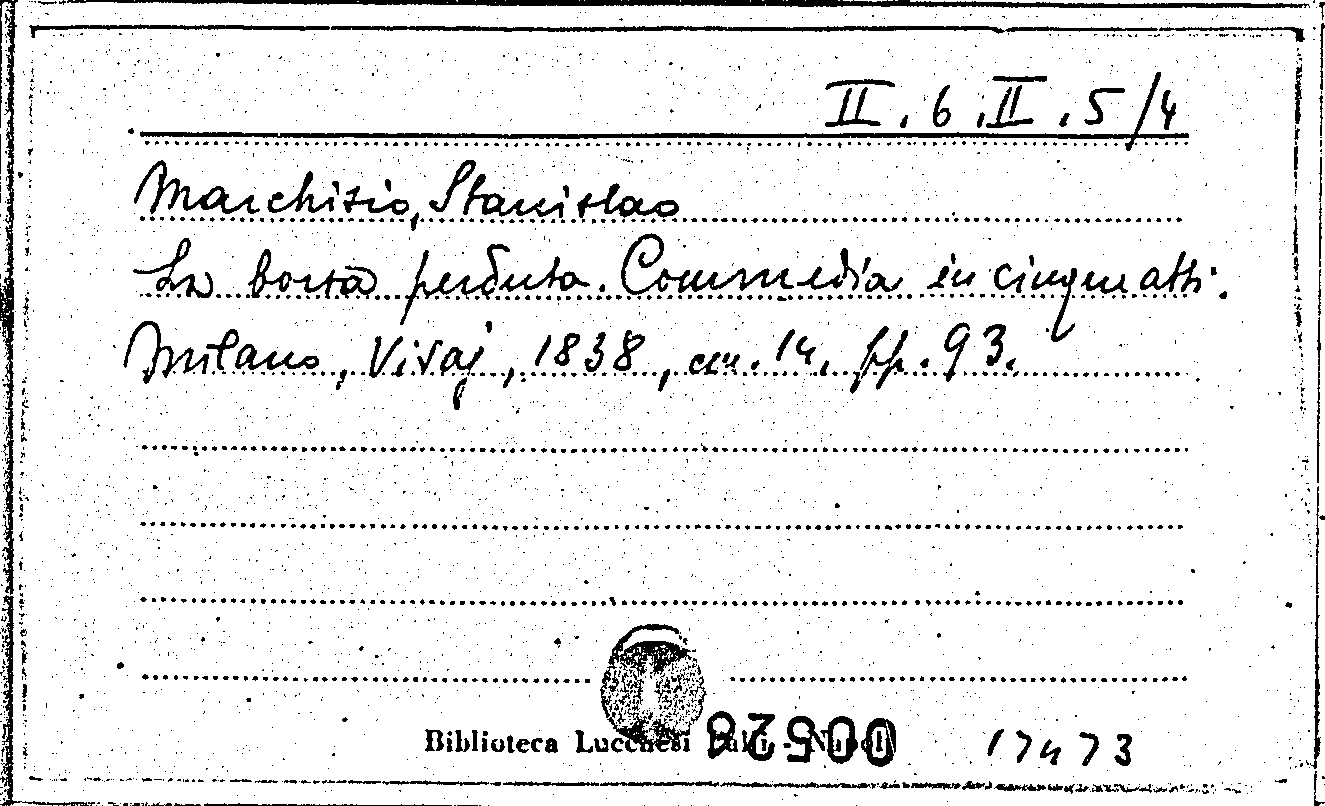 II.6.II.5/4
Marchisio, Stanislao
La borsa perduta. Commedia in cinque atti.
Milano, Visaj, 1838, cm. 14. pp. 93.
Biblioteca Lucchesi Palli - Napoli
17473